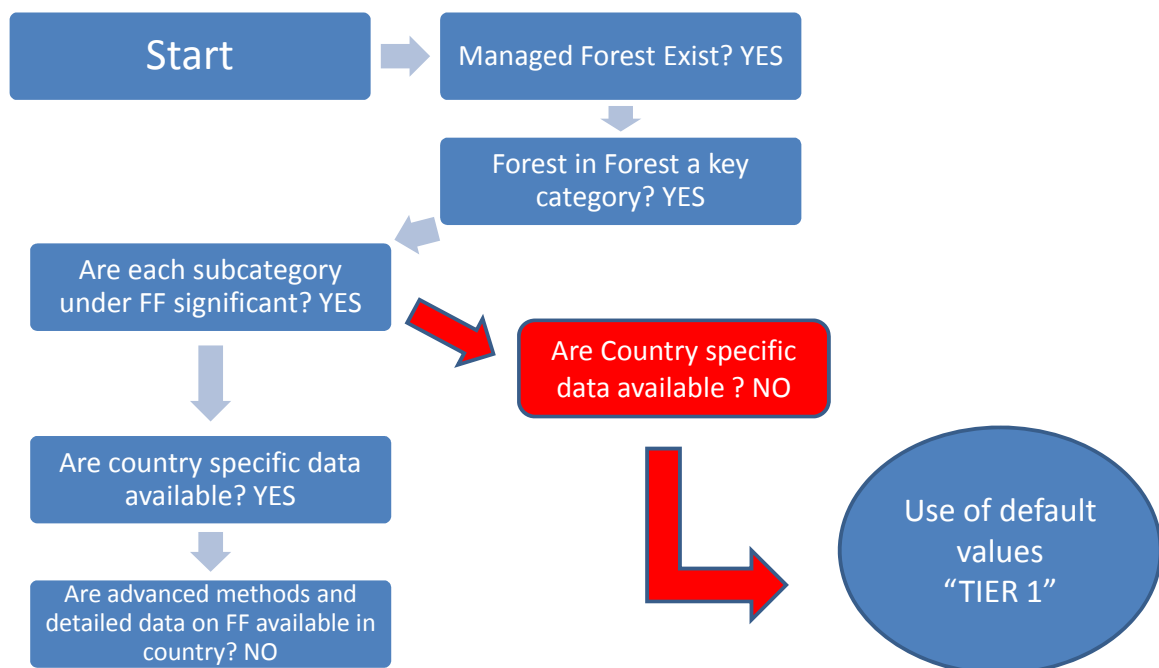 Start
Managed Forest Exist? YES
Forest in Forest a key
category? YES
Are each subcategory
under FF significant? YES
Are Country specific
data available ? NO
Are country specific data
available? YES
Use of default
values
“TIER 1”
Are advanced methods and
detailed data on FF available in
country? NO